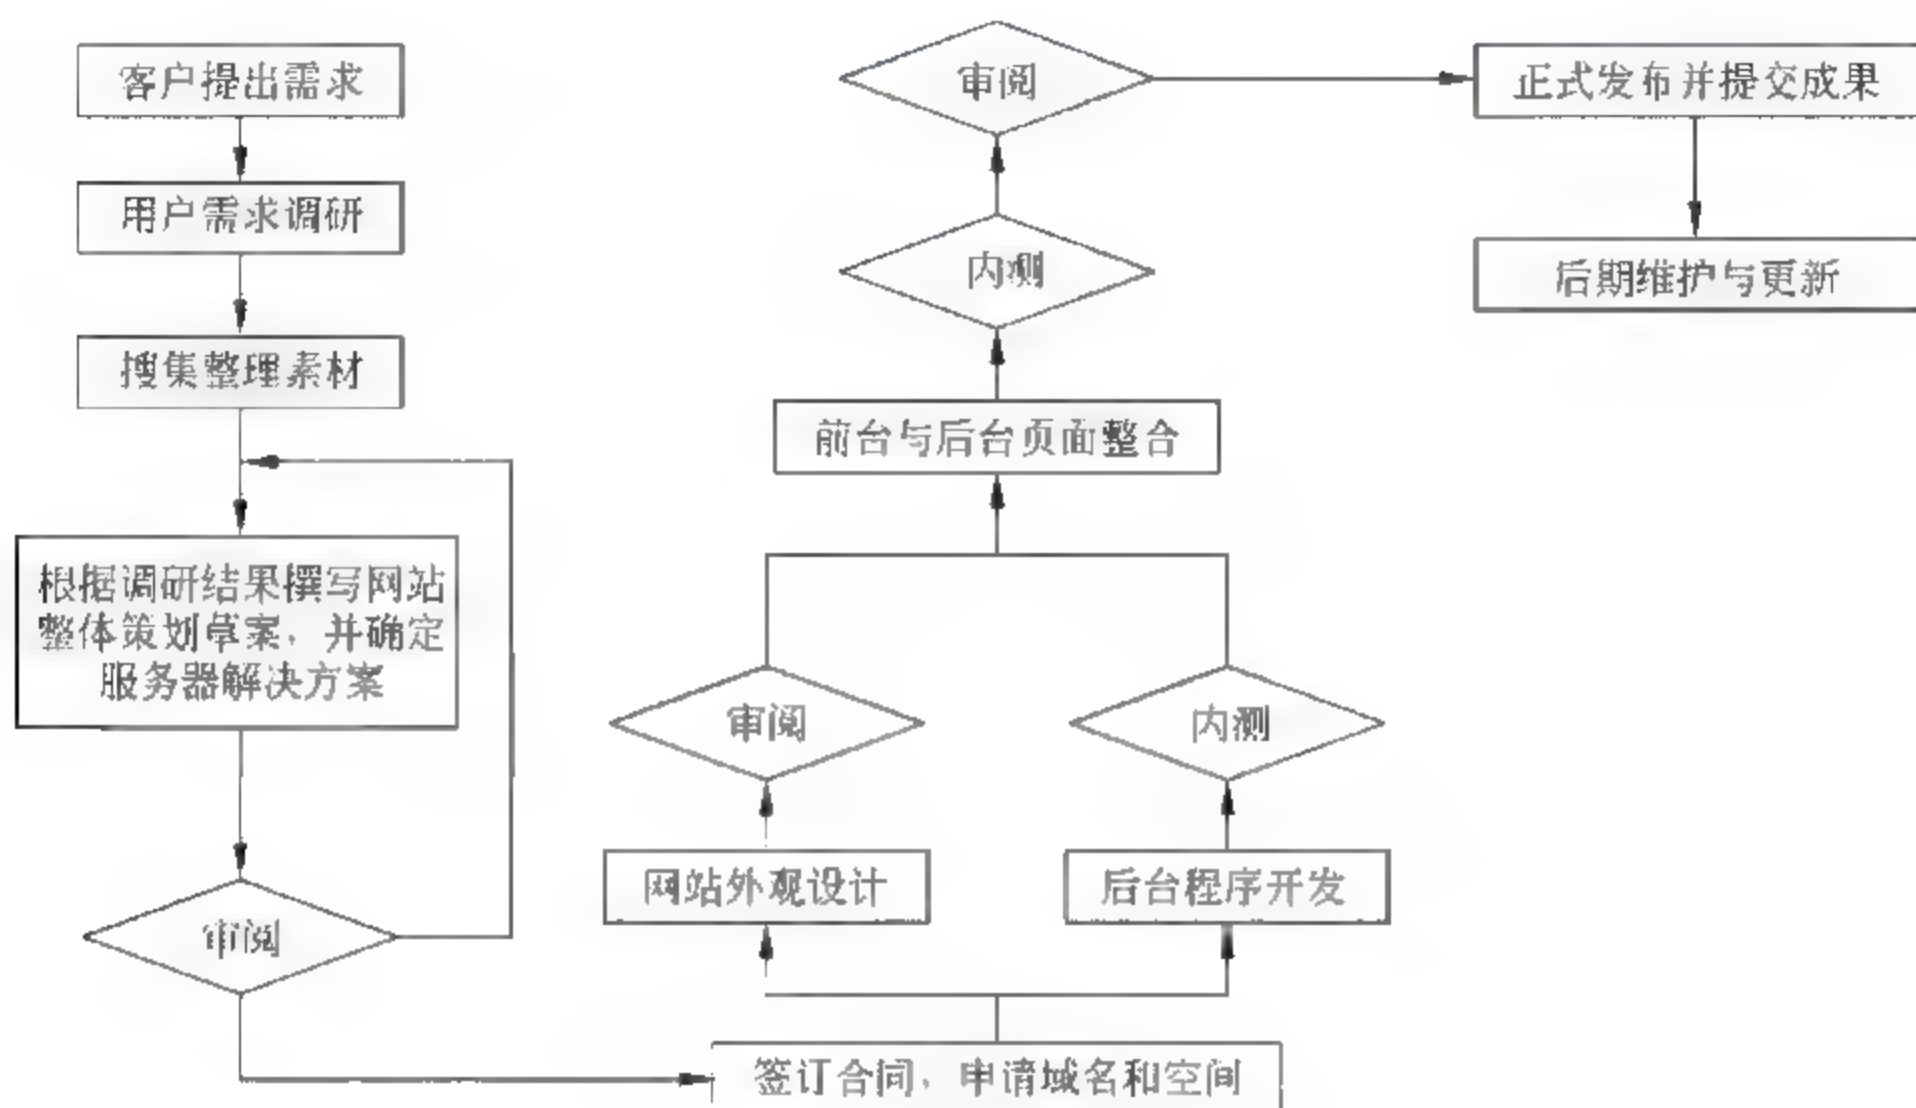 客户提出需求
用户需求调研
搜集整理素材
根据调研结果撰写网站
整体策划草案，并确定
服务器解决方案
审阅
签订合同，申请域名和空间
网站外观设计
后台程序开发
审阅
内测
前台与后台页面整合
内测
审阅
正式发布并提交成果
后期维护与更新